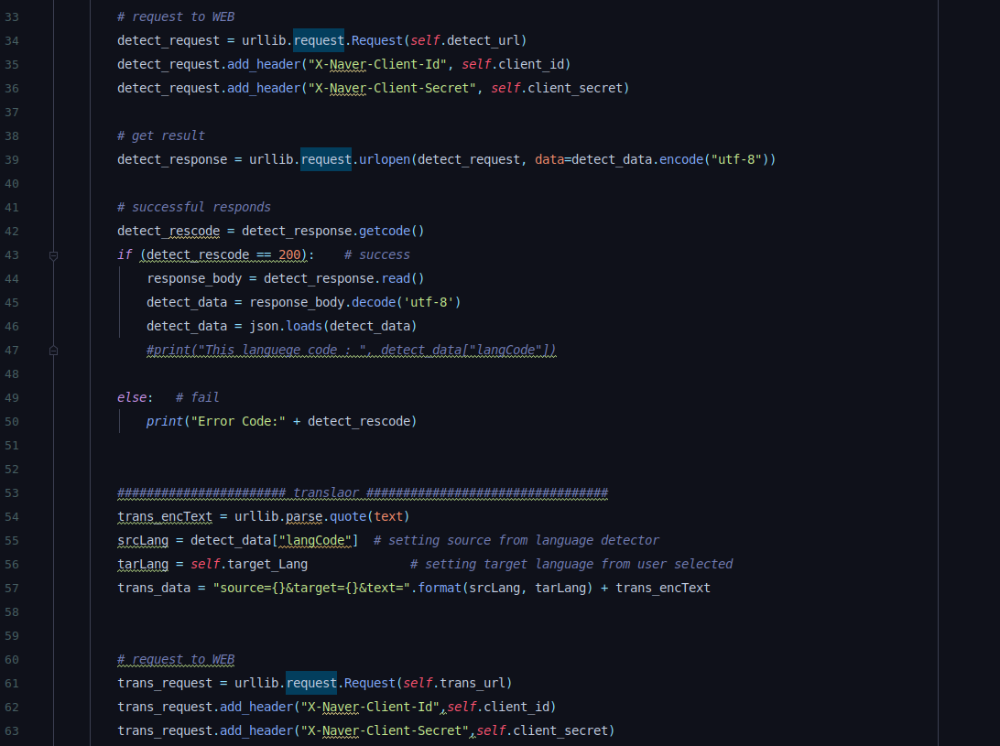 33 # request to WEB
34 detect_request = urllib.request.Request(self.detect_url)
35 detect_request.add_header("X-Naver-Client-Id", self.client_id)
36 detect_request.add_header("X-Naver-Client-Secret", self.client_secret)
37
38 # get result
39 detect_response = urllib.request.urlopen(detect_request, data=detect_data.encode("utf-8"))
40
41 # successful responds
42 detect_rescode = detect_response.getcode()
43 if (detect_rescode == 200):    # success
44     response_body = detect_response.read()
45     detect_data = response_body.decode('utf-8')
46     detect_data = json.loads(detect_data)
47     #print("This languege code : ", detect_data["langCode"])
48
49 else:   # fail
50     print("Error Code:" + detect_rescode)
51
52
53 ####################### translaor #################################
54 trans_encText = urllib.parse.quote(text)
55 srcLang = detect_data["langCode"]  # setting source from language detector
56 tarLang = self.target_Lang              # setting target language from user selected
57 trans_data = "source={}&target={}&text=".format(srcLang, tarLang) + trans_encText
58
59
60 # request to WEB
61 trans_request = urllib.request.Request(self.trans_url)
62 trans_request.add_header("X-Naver-Client-Id",self.client_id)
63 trans_request.add_header("X-Naver-Client-Secret",self.client_secret)